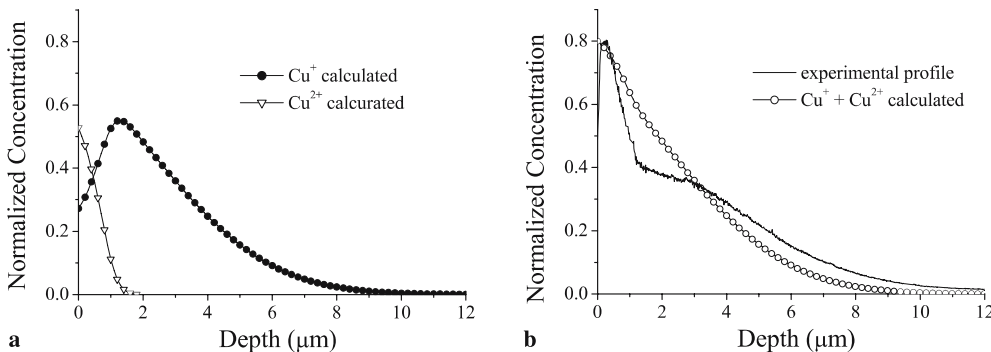 0.8
0.6
0.4
0.2
0.0
Normalized Concentration
Cu⁺ calculated
Cu²⁺ calcurated
0 2 4 6 8 10 12
Depth (μm)
a
0.8
0.6
0.4
0.2
0.0
Normalized Concentration
experimental profile
Cu⁺ + Cu²⁺ calculated
0 2 4 6 8 10 12
Depth (μm)
b